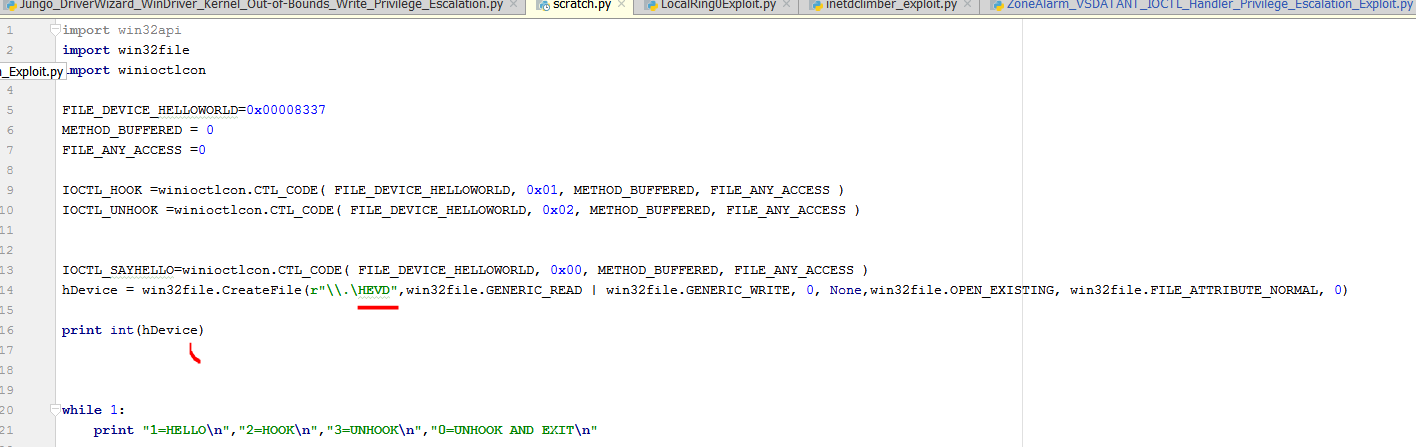 Jungo_DriverWizard_WinDriver_Kernel_Out-of-Bounds_Write_Privilege_Escalation.py scratch.py LocalRing0Exploit.py inetdclimber_exploit.py ZoneAlarm_VSDATANT_IOCTL_Handler_Privilege_Escalation_Exploit.py
1 import win32api
2 import win32file
_Exploit.py import winioctlcon
4
5 FILE_DEVICE_HELLOWORLD=0x00008337
6 METHOD_BUFFERED = 0
7 FILE_ANY_ACCESS =0
8
9 IOCTL_HOOK =winioctlcon.CTL_CODE( FILE_DEVICE_HELLOWORLD, 0x01, METHOD_BUFFERED, FILE_ANY_ACCESS )
10 IOCTL_UNHOOK =winioctlcon.CTL_CODE( FILE_DEVICE_HELLOWORLD, 0x02, METHOD_BUFFERED, FILE_ANY_ACCESS )
11
12
13 IOCTL_SAYHELLO=winioctlcon.CTL_CODE( FILE_DEVICE_HELLOWORLD, 0x00, METHOD_BUFFERED, FILE_ANY_ACCESS )
14 hDevice = win32file.CreateFile(r"\\.\HEVD",win32file.GENERIC_READ | win32file.GENERIC_WRITE, 0, None,win32file.OPEN_EXISTING, win32file.FILE_ATTRIBUTE_NORMAL, 0)
15
16 print int(hDevice)
17
18
19
20 while 1:
21 print "1=HELLO\n","2=HOOK\n","3=UNHOOK\n","0=UNHOOK AND EXIT\n"